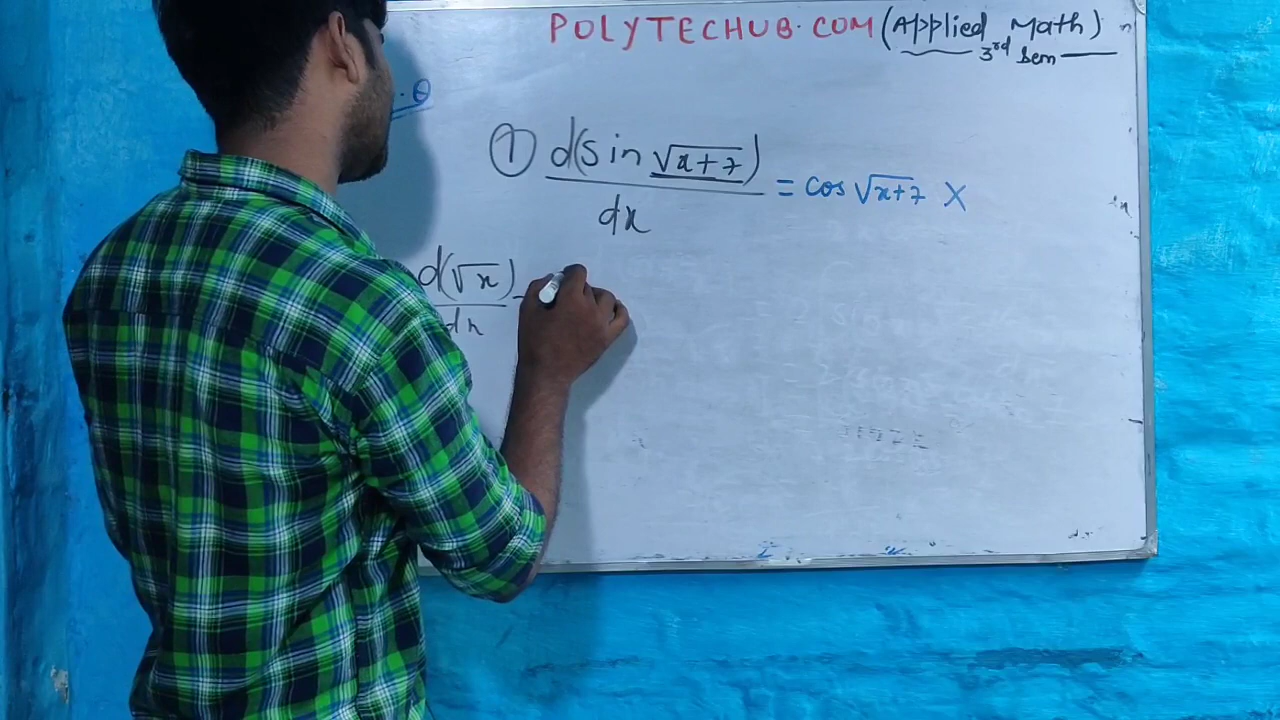 POLYTECHUB.COM (Applied Math)
3rd Sem
. θ
① d(sin √x+7) / dx = cos √x+7 ×
d(√x) / dx